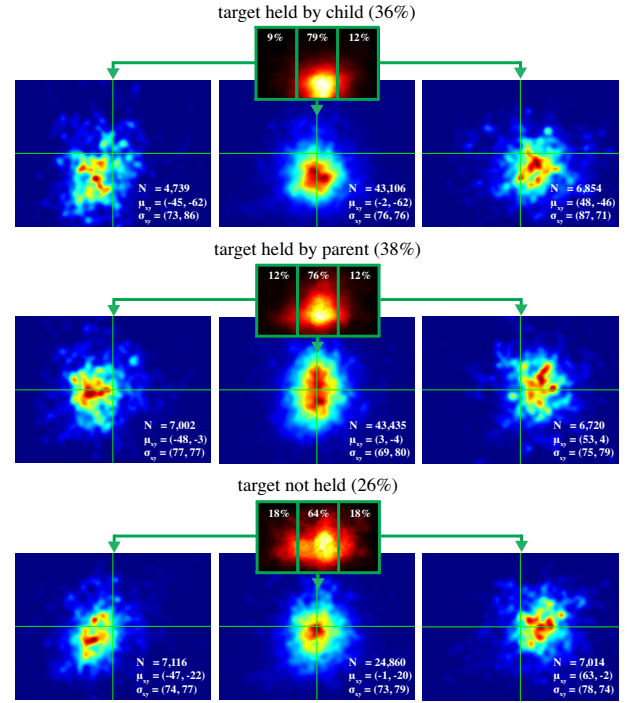 target held by child (36%)
9% 79% 12%
N = 4,739
μxy = (-45, -62)
σxy = (73, 86)
N = 43,106
μxy = (-2, -62)
σxy = (76, 76)
N = 6,854
μxy = (48, -46)
σxy = (87, 71)
target held by parent (38%)
12% 76% 12%
N = 7,002
μxy = (-48, -3)
σxy = (77, 77)
N = 43,435
μxy = (3, -4)
σxy = (69, 80)
N = 6,720
μxy = (53, 4)
σxy = (75, 79)
target not held (26%)
18% 64% 18%
N = 7,116
μxy = (-47, -22)
σxy = (74, 77)
N = 24,860
μxy = (-1, -20)
σxy = (73, 79)
N = 7,014
μxy = (63, -2)
σxy = (78, 74)